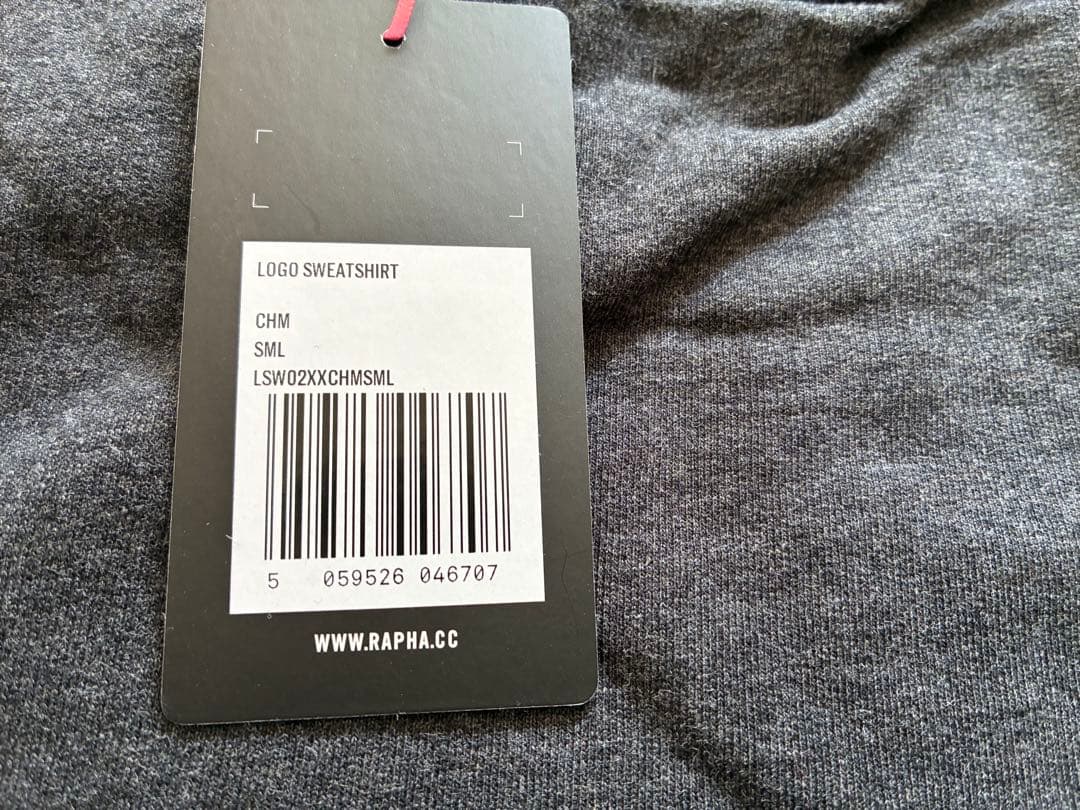 LOGO SWEATSHIRT
CHM
SML
LSW02XXCHMSML
5 059526 046707
WWW.RAPHA.CC